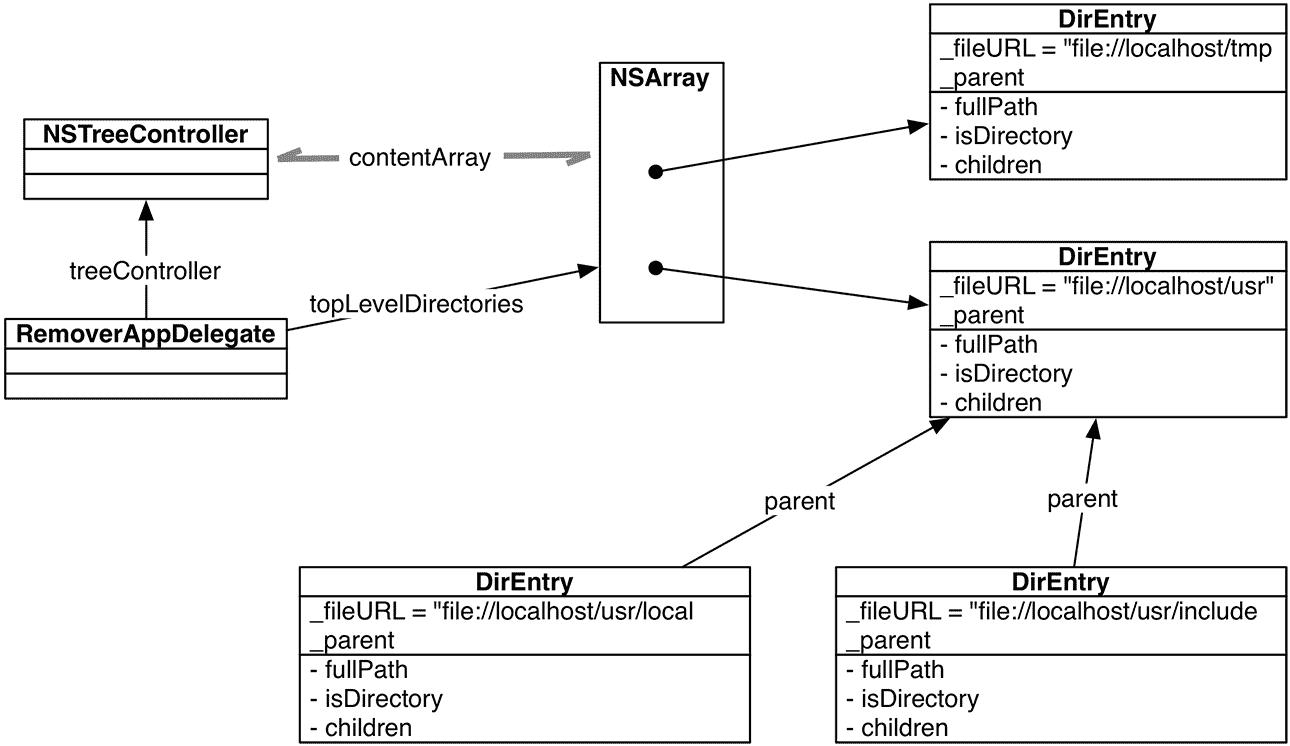 DirEntry
_fileURL = "file://localhost/tmp
_parent
- fullPath
- isDirectory
- children
NSArray
NSTreeController
contentArray
treeController
topLevelDirectories
RemoverAppDelegate
DirEntry
_fileURL = "file://localhost/usr"
_parent
- fullPath
- isDirectory
- children
parent
parent
DirEntry
_fileURL = "file://localhost/usr/local
_parent
- fullPath
- isDirectory
- children
DirEntry
_fileURL = "file://localhost/usr/include
_parent
- fullPath
- isDirectory
- children